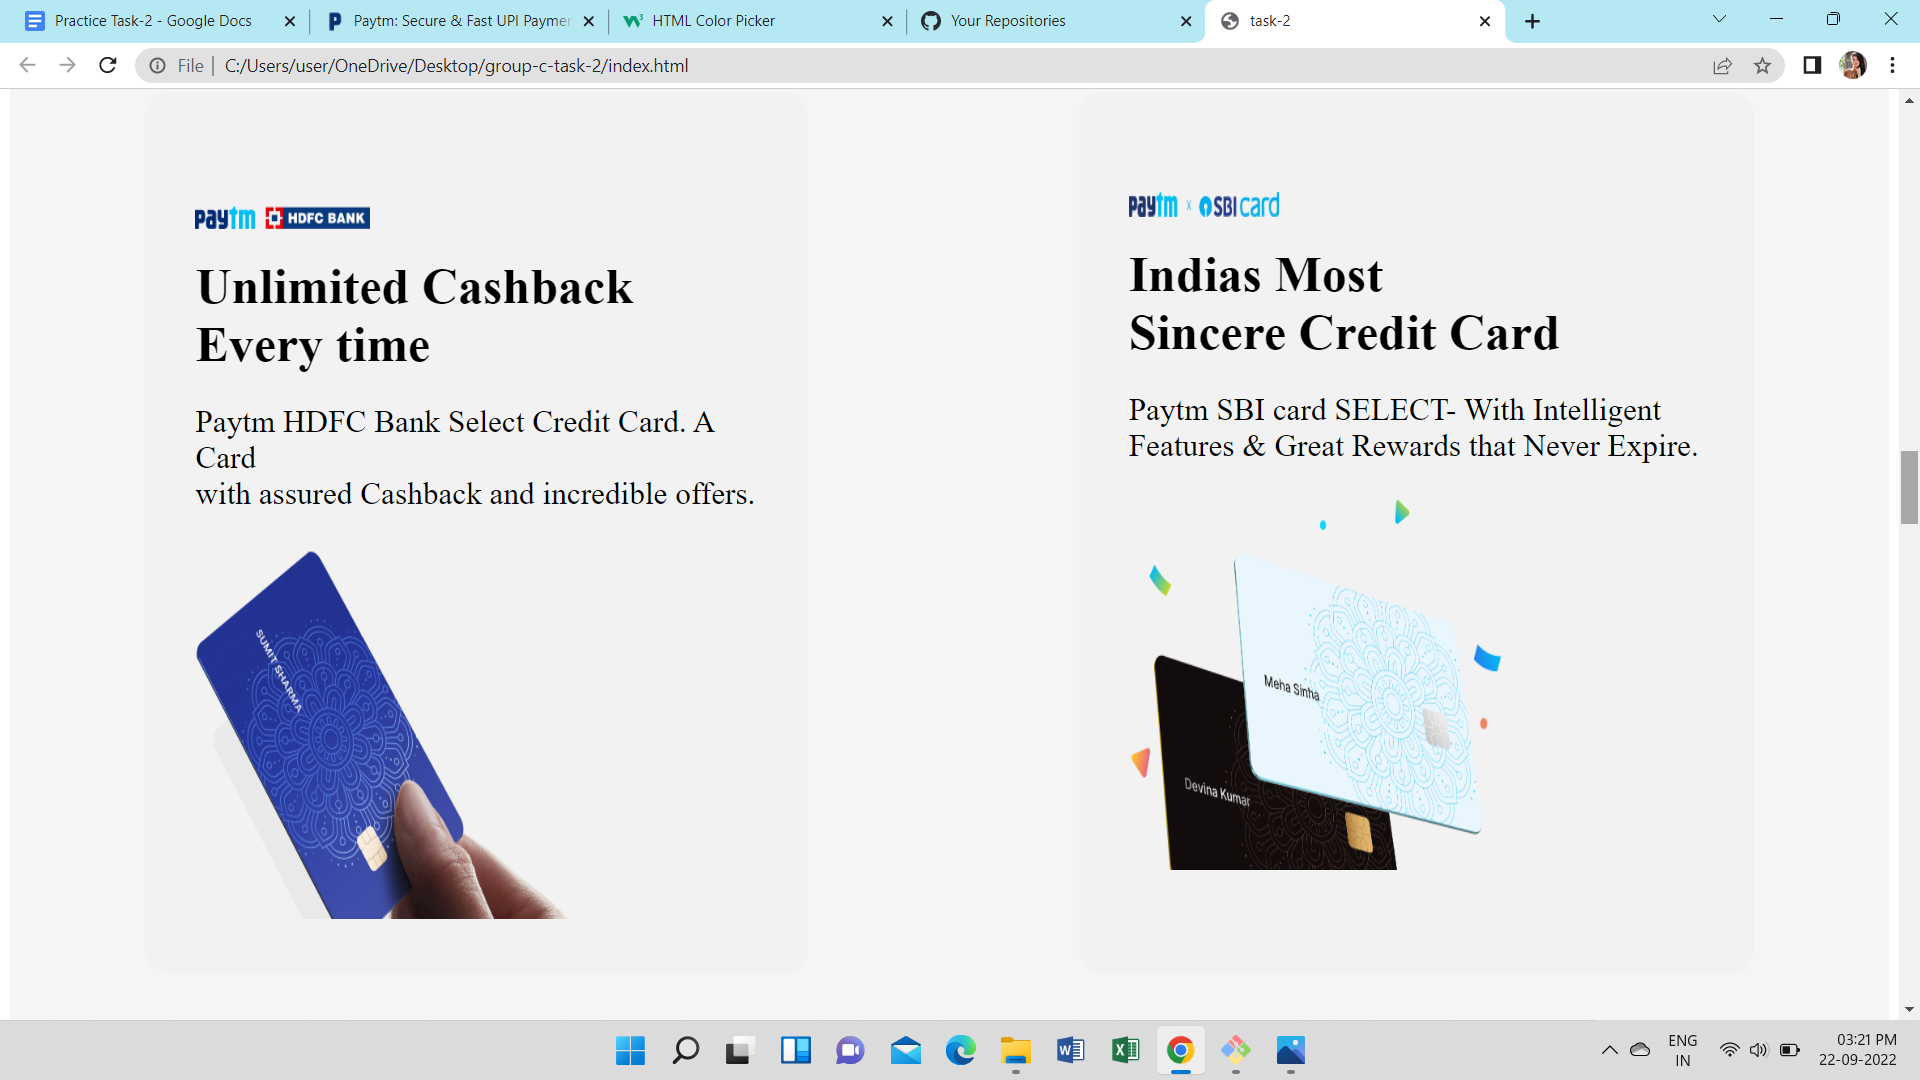 Practice Task-2 - Google Docs
Paytm: Secure & Fast UPI Paymen
HTML Color Picker
Your Repositories
task-2
File
C:/Users/user/OneDrive/Desktop/group-c-task-2/index.html
paytm HDFC BANK
Unlimited Cashback
Every time
Paytm HDFC Bank Select Credit Card. A
Card
with assured Cashback and incredible offers.
SUMIT SHARMA
paytm x SBI card
Indias Most
Sincere Credit Card
Paytm SBI card SELECT- With Intelligent
Features & Great Rewards that Never Expire.
Meha Sinha
Devina Kumar
ENG
IN
03:21 PM
22-09-2022